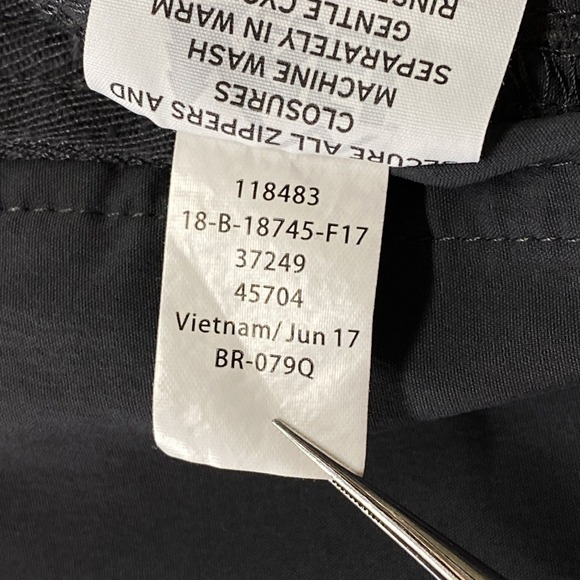 SECURE ALL ZIPPERS AND
CLOSURES
MACHINE WASH
SEPARATELY IN WARM
GENTLE
118483
18-B-18745-F17
37249
45704
Vietnam/ Jun 17
BR-079Q